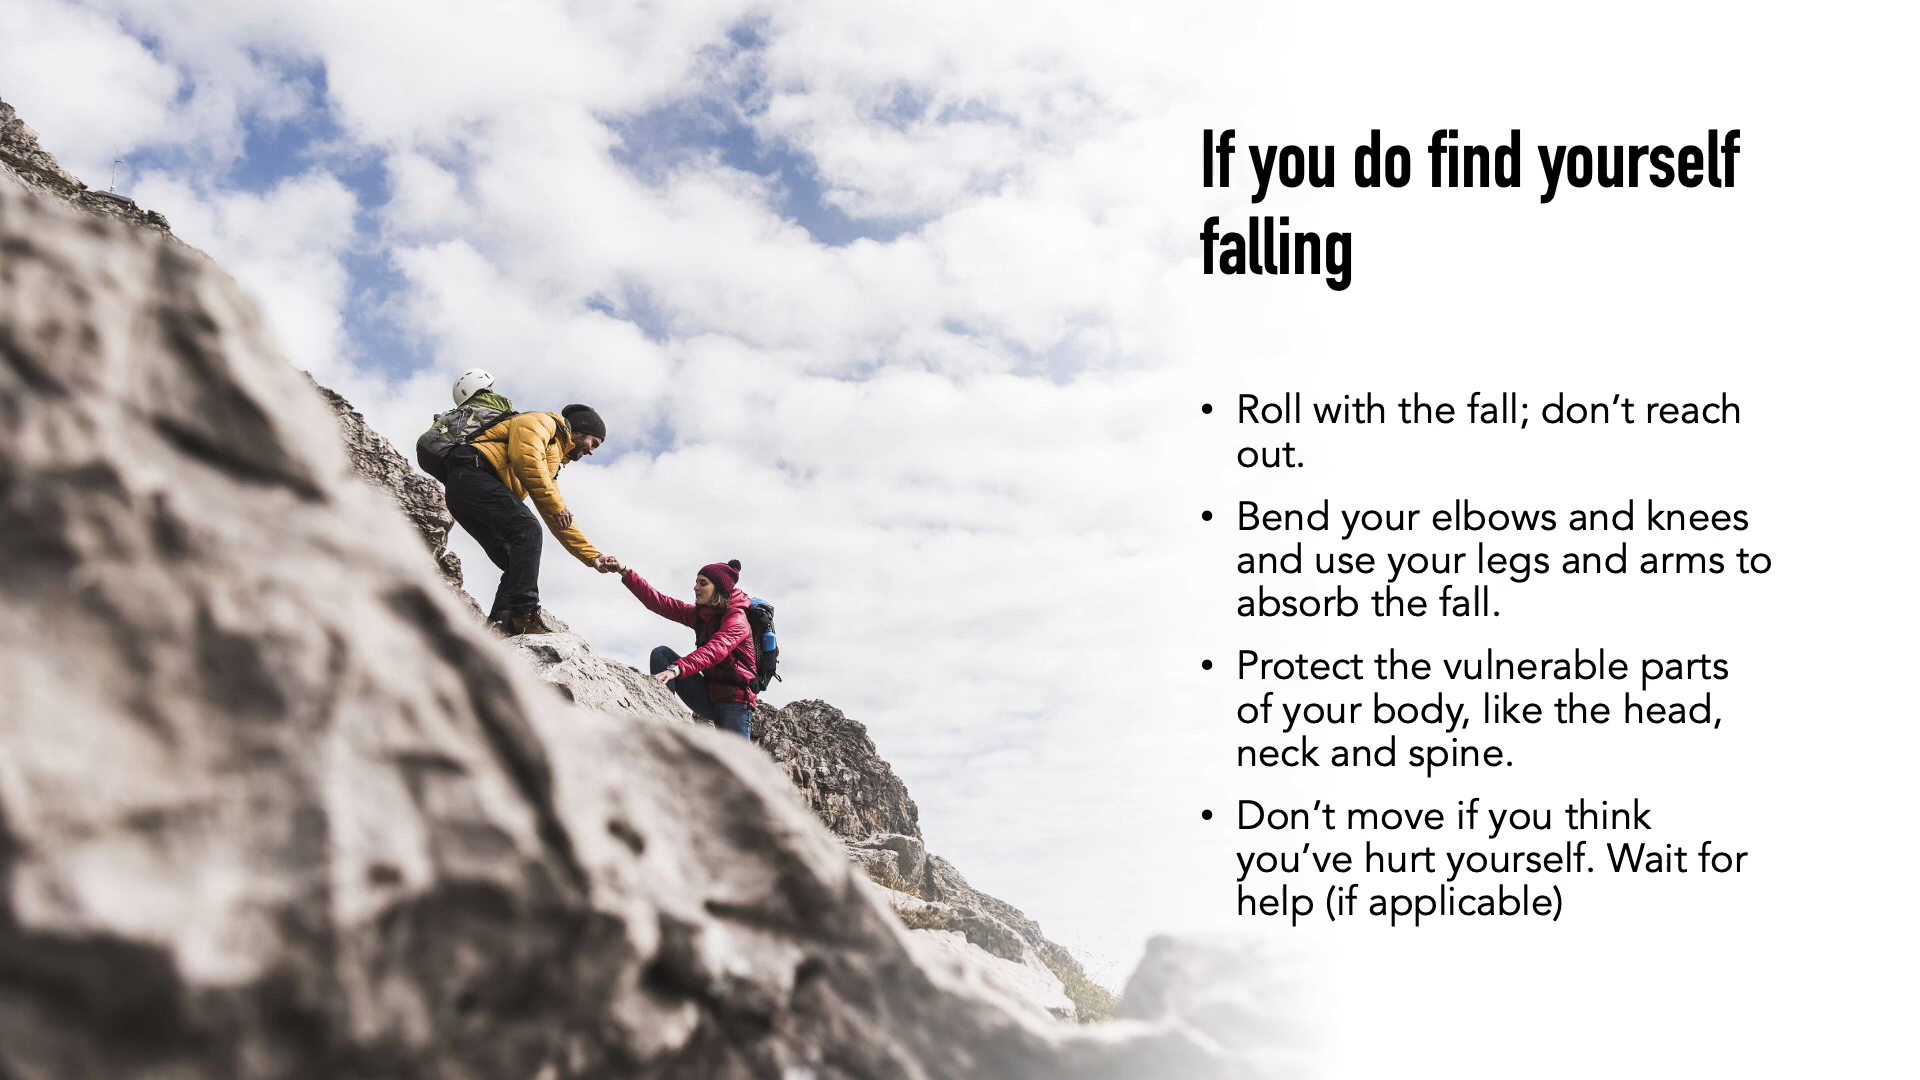 If you do find yourself
falling
• Roll with the fall; don’t reach
out.
• Bend your elbows and knees
and use your legs and arms to
absorb the fall.
• Protect the vulnerable parts
of your body, like the head,
neck and spine.
• Don’t move if you think
you’ve hurt yourself. Wait for
help (if applicable)